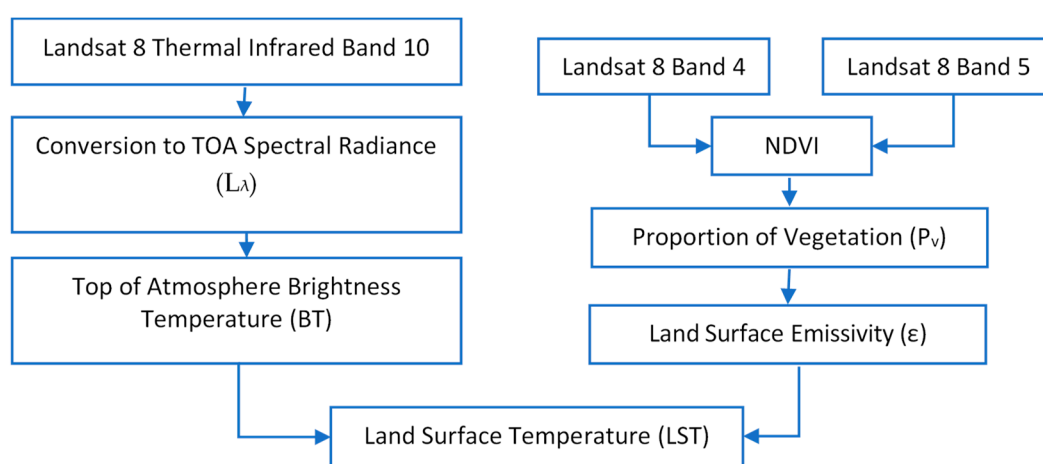 Landsat 8 Thermal Infrared Band 10
Conversion to TOA Spectral Radiance
(Lλ)
Top of Atmosphere Brightness
Temperature (BT)
Landsat 8 Band 4
Landsat 8 Band 5
NDVI
Proportion of Vegetation (Pᵥ)
Land Surface Emissivity (ε)
Land Surface Temperature (LST)